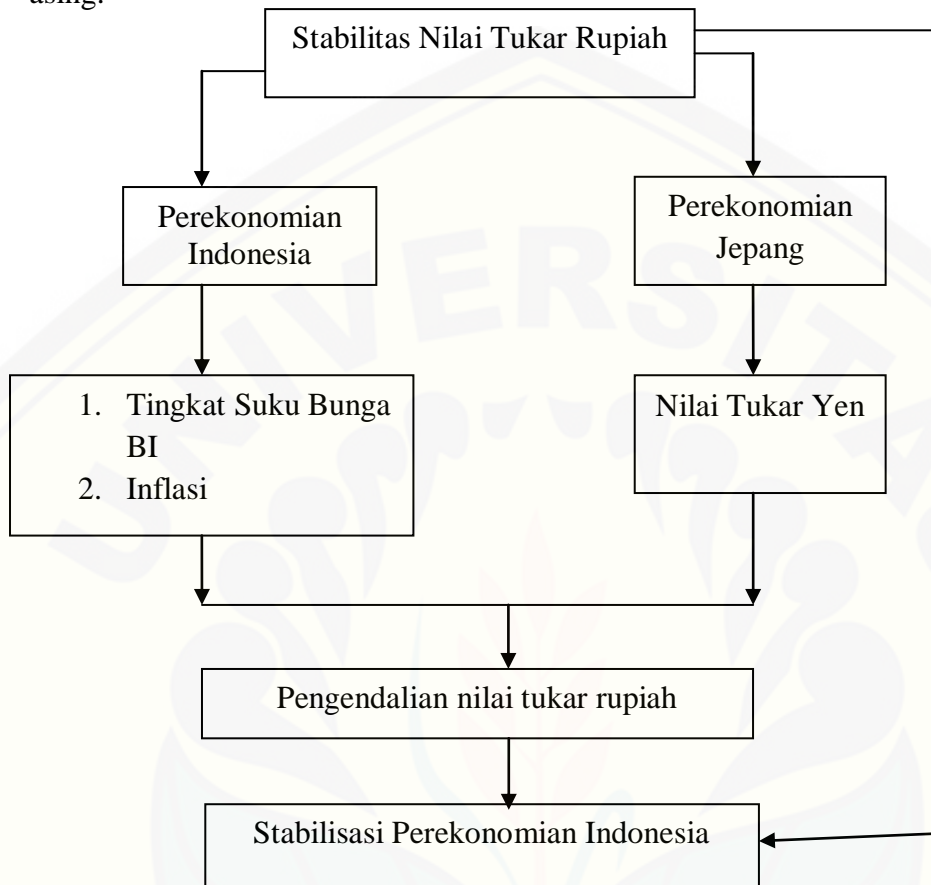 asing.
Stabilitas Nilai Tukar Rupiah
Perekonomian
Indonesia
Perekonomian
Jepang
1. Tingkat Suku Bunga
BI
2. Inflasi
Nilai Tukar Yen
Pengendalian nilai tukar rupiah
Stabilisasi Perekonomian Indonesia
UNIVERSITAS